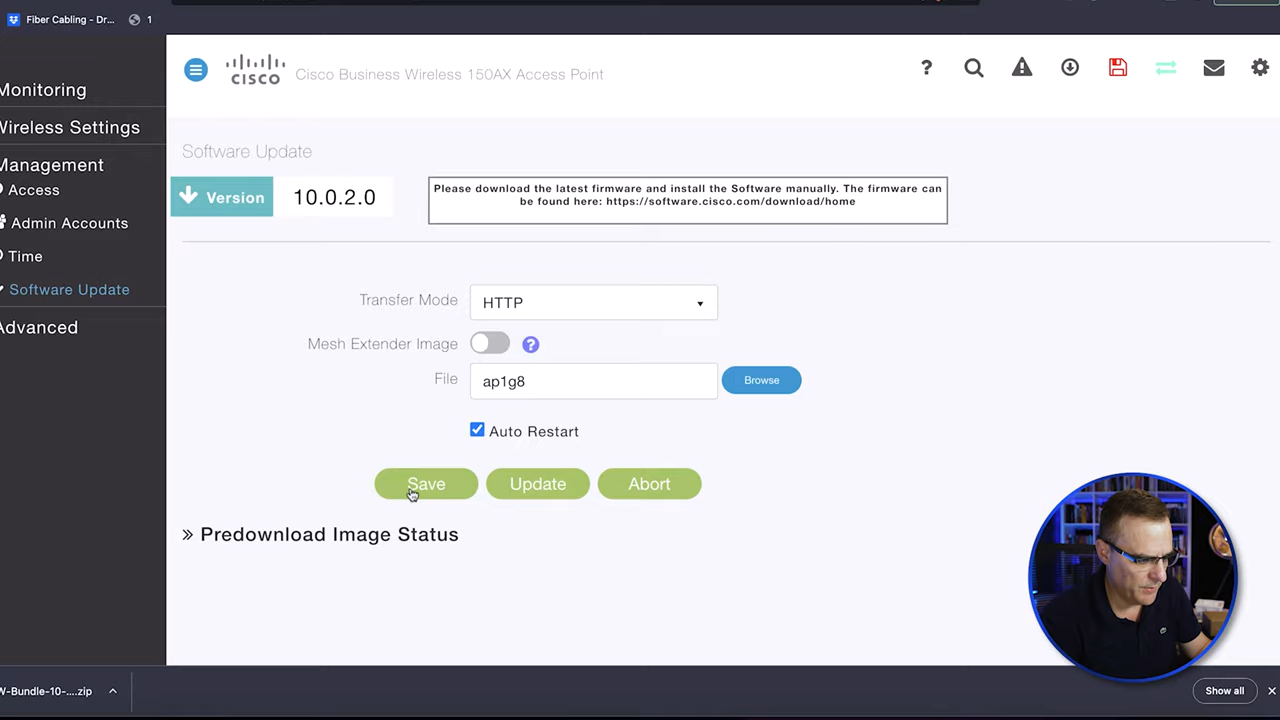 Fiber Cabling - Dr...
1
CISCO
Cisco Business Wireless 150AX Access Point
?
Monitoring
Wireless Settings
Management
Access
Admin Accounts
Time
Software Update
Advanced
Software Update
Version
10.0.2.0
Please download the latest firmware and install the Software manually. The firmware can
be found here: https://software.cisco.com/download/home
Transfer Mode
HTTP
Mesh Extender Image
?
File
ap1g8
Browse
Auto Restart
Save
Update
Abort
» Predownload Image Status
W-Bundle-10-....zip
Show all